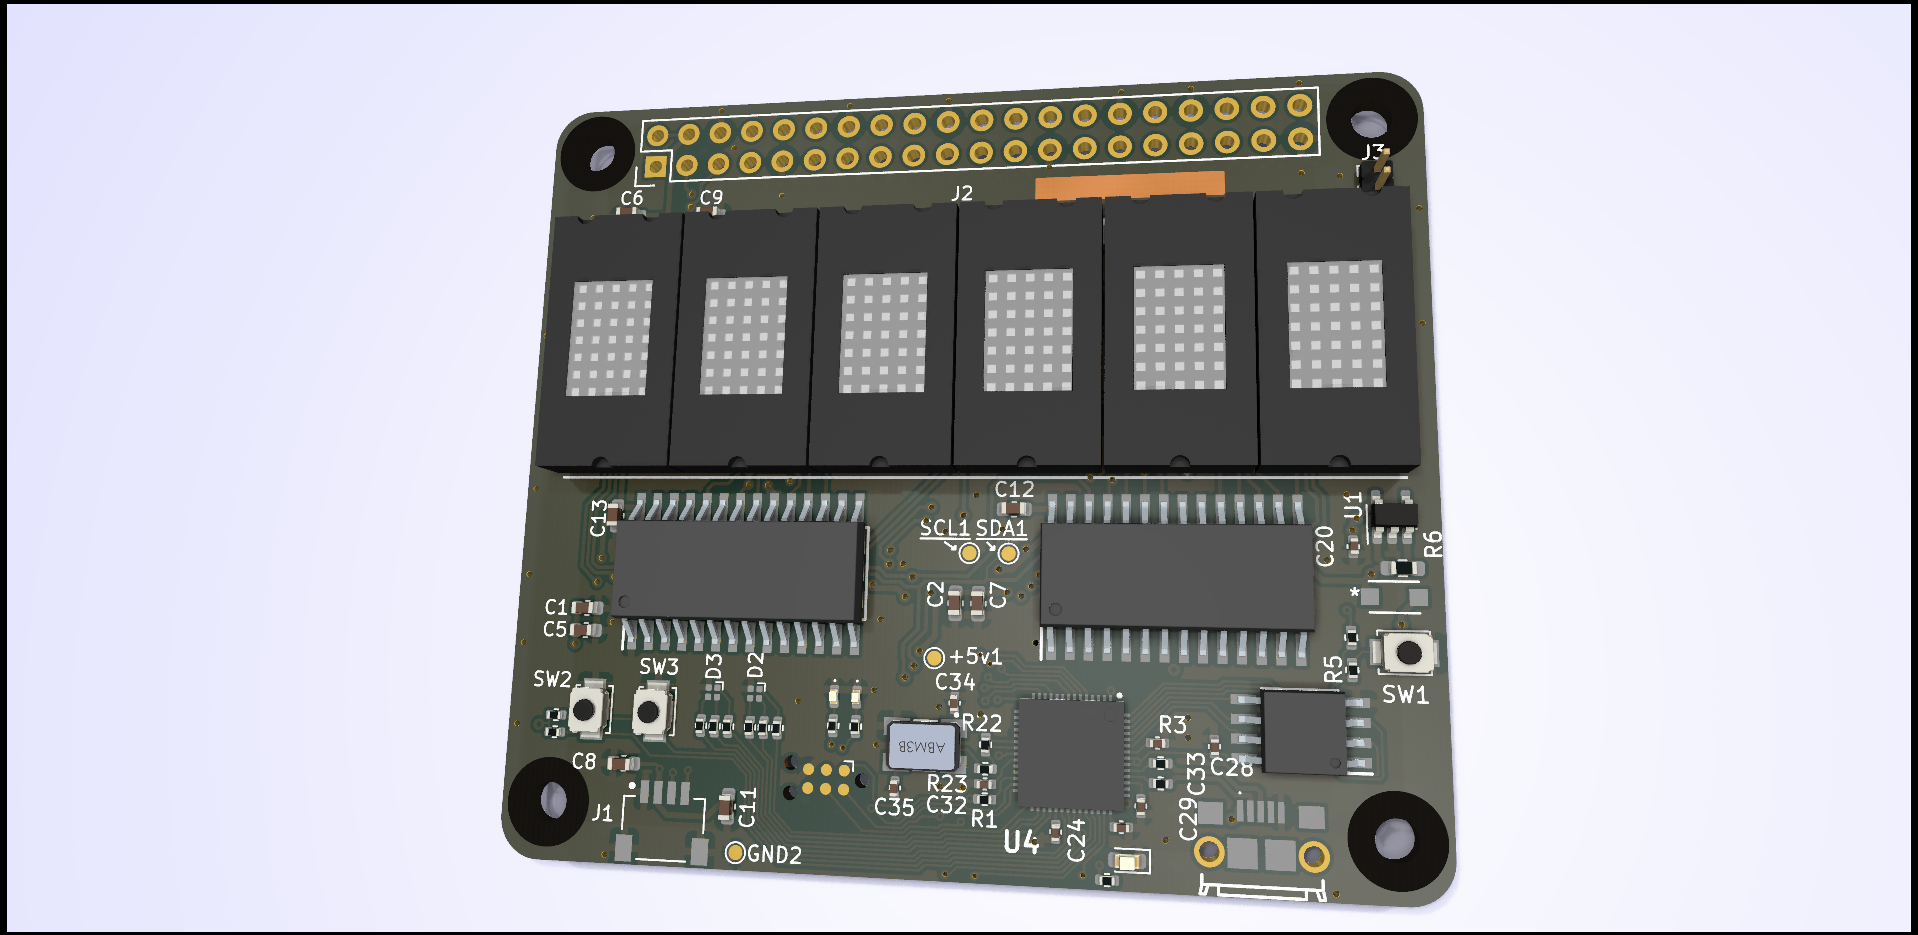 J3
C6
C9
J2
C13
C12
SCL1 SDA1
U1
C20
R6
C2
C7
*
C1
C5
+5v1
SW2
SW3
D3
D2
C34
R5
SW1
R22
R3
ABM3B
C8
C33
C28
R23
C35
C32
J1
C11
R1
C29
U4
C24
GND2